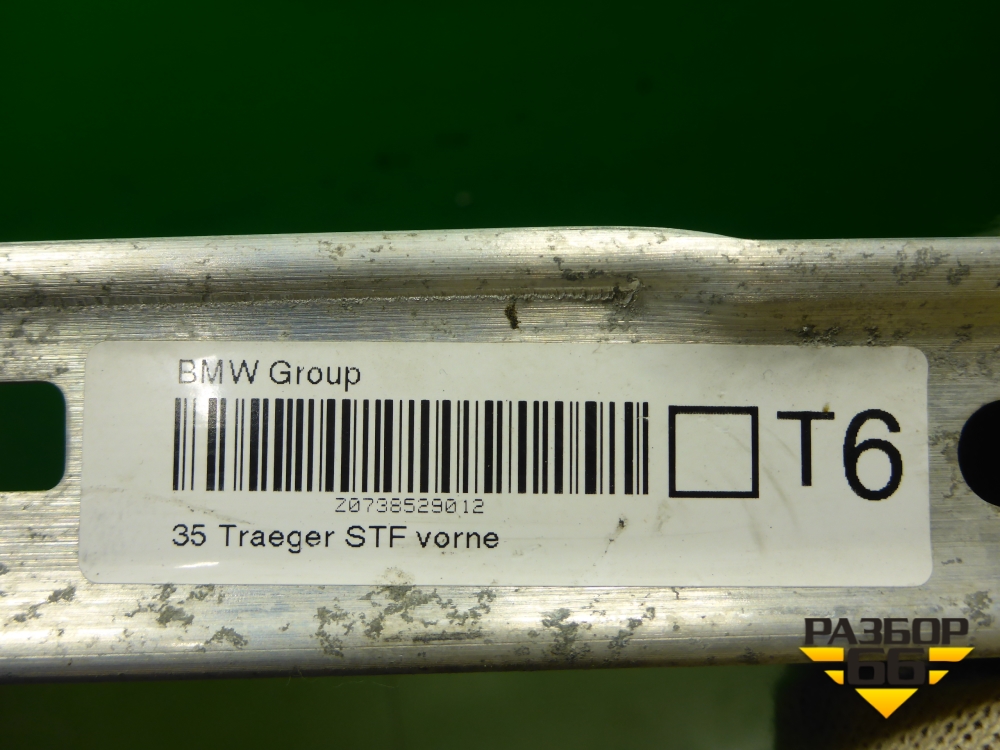 BMW Group
T6
Z0738529012
35 Traeger STF vorne
РАЗБОР
66